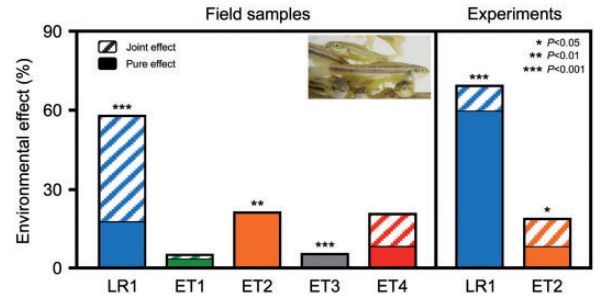 Field samples
Experiments
Environmental effect (%)
90
60
30
0
Joint effect
Pure effect
* P<0.05
** P<0.01
*** P<0.001
***
**
***
***
*
LR1 ET1 ET2 ET3 ET4 LR1 ET2